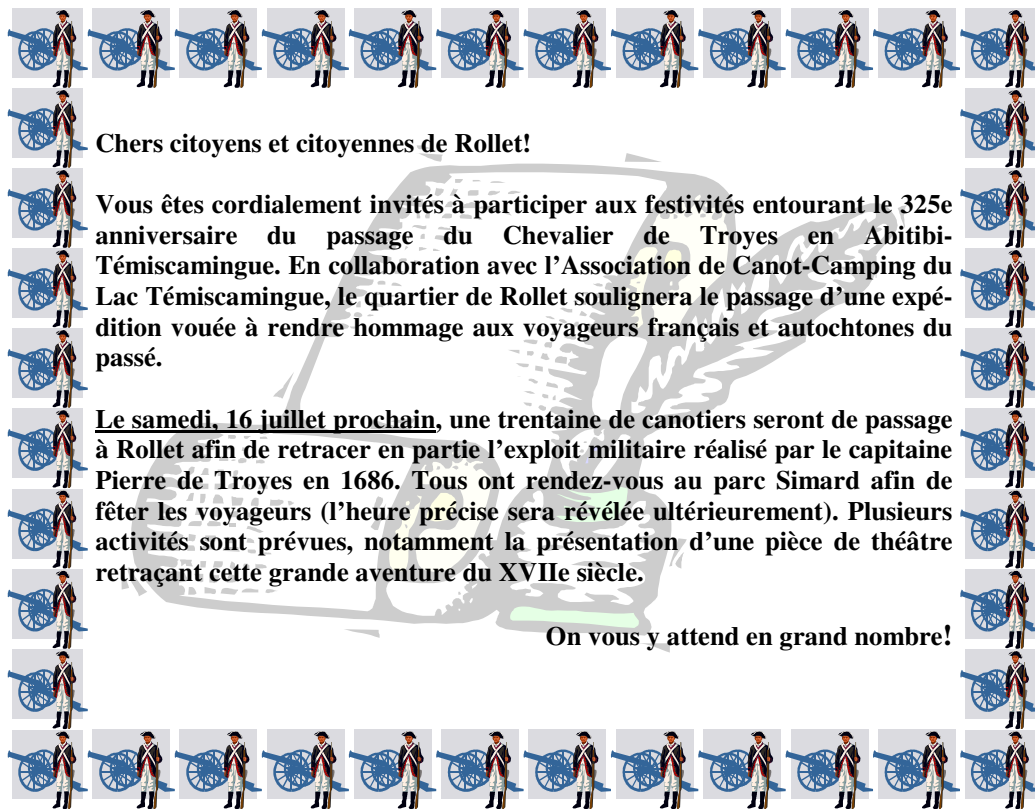 Chers citoyens et citoyennes de Rollet!
Vous êtes cordialement invités à participer aux festivités entourant le 325e
anniversaire du passage du Chevalier de Troyes en Abitibi-
Témiscamingue. En collaboration avec l’Association de Canot-Camping du
Lac Témiscamingue, le quartier de Rollet soulignera le passage d’une expé-
dition vouée à rendre hommage aux voyageurs français et autochtones du
passé.
Le samedi, 16 juillet prochain, une trentaine de canotiers seront de passage
à Rollet afin de retracer en partie l’exploit militaire réalisé par le capitaine
Pierre de Troyes en 1686. Tous ont rendez-vous au parc Simard afin de
fêter les voyageurs (l’heure précise sera révélée ultérieurement). Plusieurs
activités sont prévues, notamment la présentation d’une pièce de théâtre
retraçant cette grande aventure du XVIIe siècle.
On vous y attend en grand nombre!